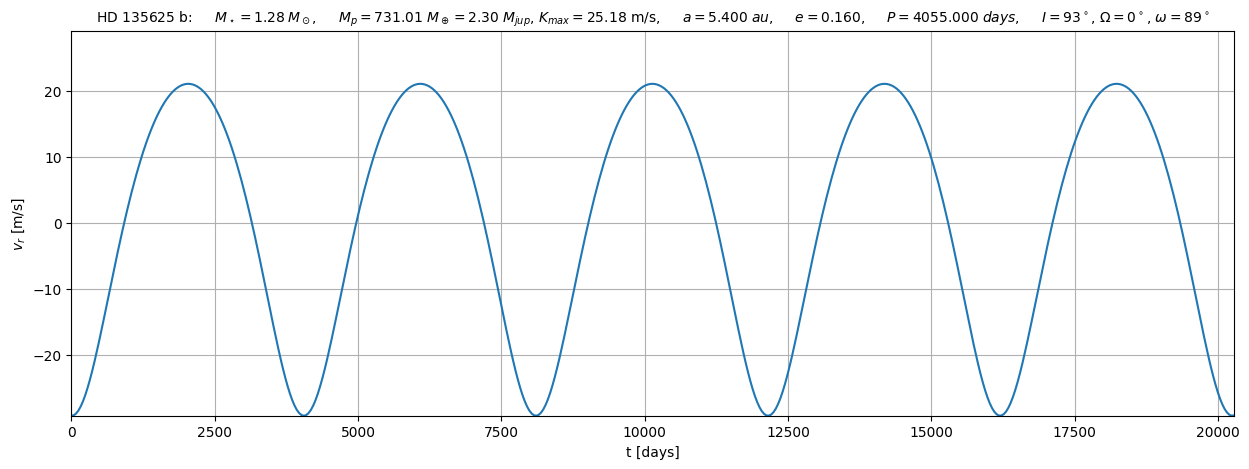 HD 135625 b: M⋆ = 1.28 M⊙, Mp = 731.01 M⊕ = 2.30 Mjup, Kmax = 25.18 m/s, a = 5.400 au, e = 0.160, P = 4055.000 days, I = 93°, Ω = 0°, ω = 89°
20
10
0
−10
−20
vr [m/s]
0 2500 5000 7500 10000 12500 15000 17500 20000
t [days]